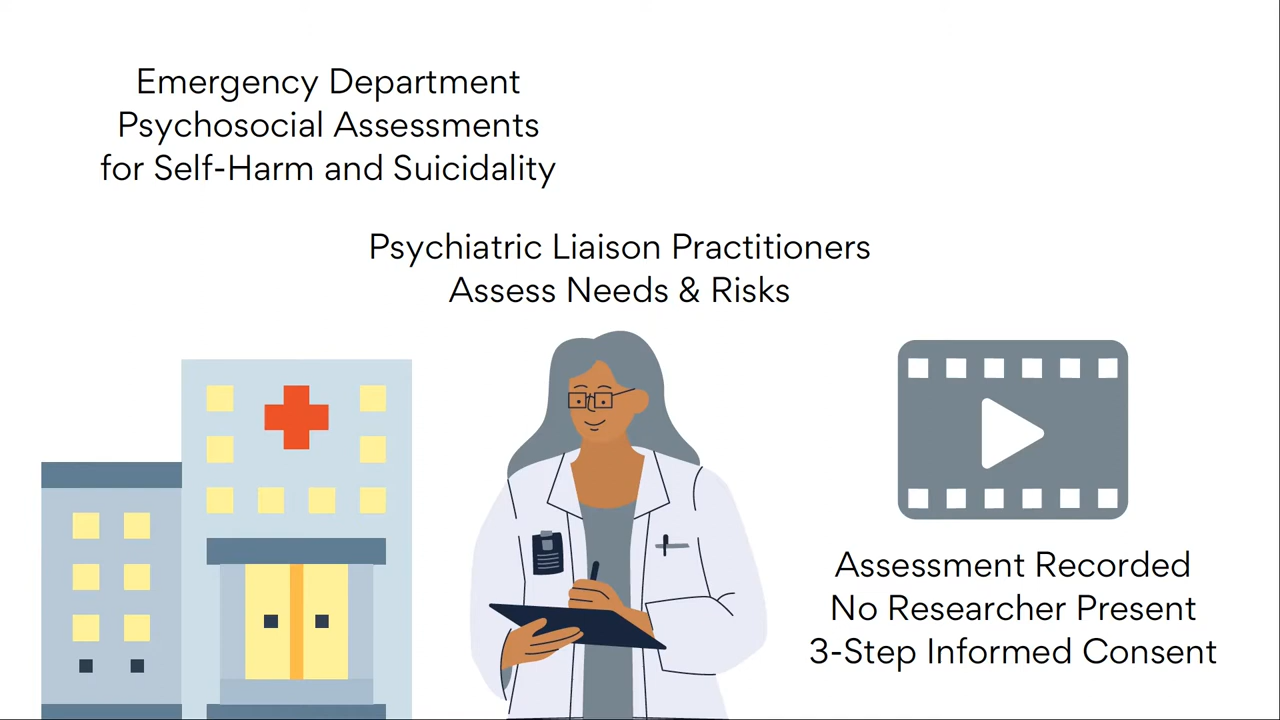 Emergency Department
Psychosocial Assessments
for Self-Harm and Suicidality
Psychiatric Liaison Practitioners
Assess Needs & Risks
Assessment Recorded
No Researcher Present
3-Step Informed Consent